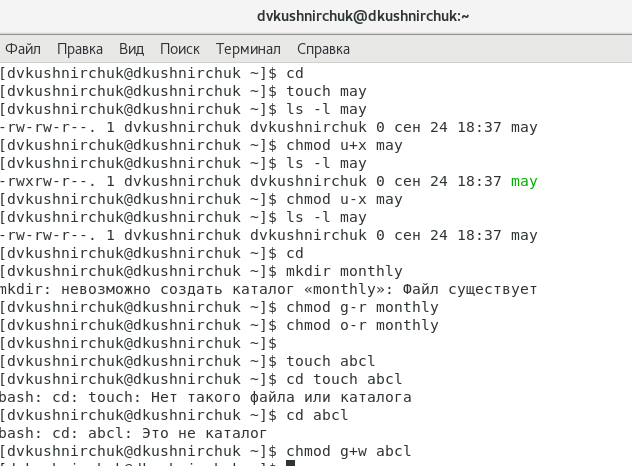 dvkushnirchuk@dkushnirchuk:~
Файл Правка Вид Поиск Терминал Справка
[dvkushnirchuk@dkushnirchuk ~]$ cd
[dvkushnirchuk@dkushnirchuk ~]$ touch may
[dvkushnirchuk@dkushnirchuk ~]$ ls -l may
-rw-rw-r--. 1 dvkushnirchuk dvkushnirchuk 0 сен 24 18:37 may
[dvkushnirchuk@dkushnirchuk ~]$ chmod u+x may
[dvkushnirchuk@dkushnirchuk ~]$ ls -l may
-rwxrw-r--. 1 dvkushnirchuk dvkushnirchuk 0 сен 24 18:37 may
[dvkushnirchuk@dkushnirchuk ~]$ chmod u-x may
[dvkushnirchuk@dkushnirchuk ~]$ ls -l may
-rw-rw-r--. 1 dvkushnirchuk dvkushnirchuk 0 сен 24 18:37 may
[dvkushnirchuk@dkushnirchuk ~]$ cd
[dvkushnirchuk@dkushnirchuk ~]$ mkdir monthly
mkdir: невозможно создать каталог «monthly»: Файл существует
[dvkushnirchuk@dkushnirchuk ~]$ chmod g-r monthly
[dvkushnirchuk@dkushnirchuk ~]$ chmod o-r monthly
[dvkushnirchuk@dkushnirchuk ~]$
[dvkushnirchuk@dkushnirchuk ~]$ touch abcl
[dvkushnirchuk@dkushnirchuk ~]$ cd touch abcl
bash: cd: touch: Нет такого файла или каталога
[dvkushnirchuk@dkushnirchuk ~]$ cd abcl
bash: cd: abcl: Это не каталог
[dvkushnirchuk@dkushnirchuk ~]$ chmod g+w abcl
[dvkushnirchuk@dkushnirchuk ~]$